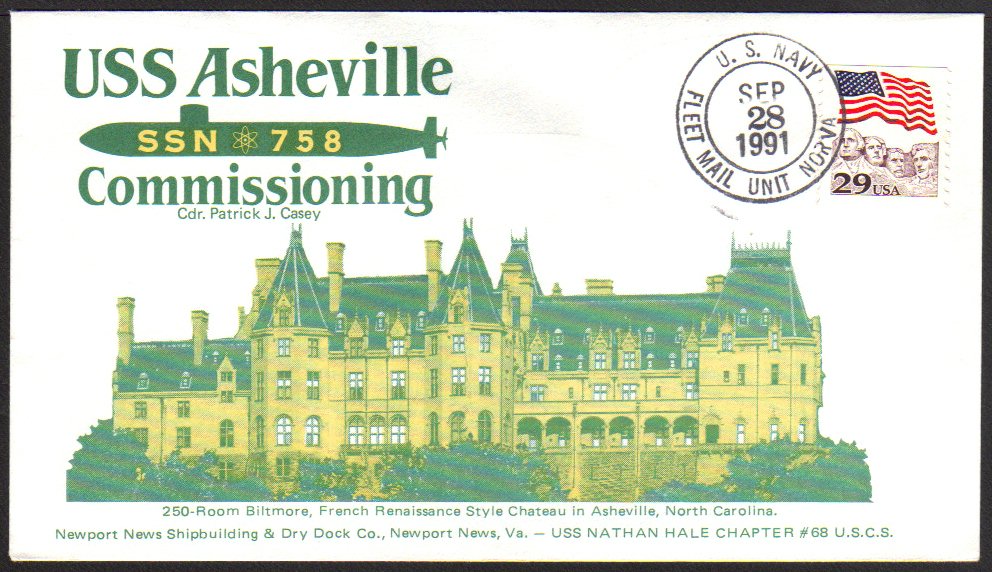 USS Asheville
SSN 758
Commissioning
Cdr. Patrick J. Casey
U. S. NAVY
SEP
28
1991
FLEET MAIL UNIT NORVA
29 USA
250-Room Biltmore, French Renaissance Style Chateau in Asheville, North Carolina.
Newport News Shipbuilding & Dry Dock Co., Newport News, Va. — USS NATHAN HALE CHAPTER #68 U.S.C.S.